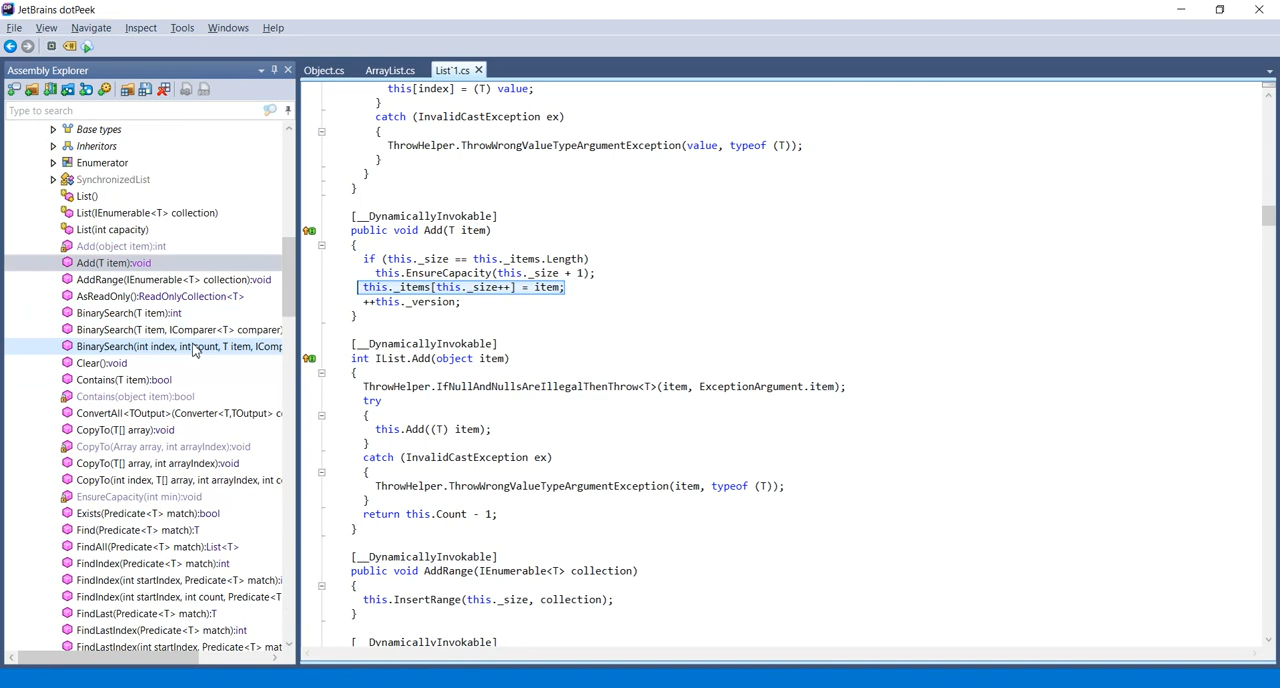 JetBrains dotPeek
File View Navigate Inspect Tools Windows Help
Assembly Explorer
Type to search
Base types
Inheritors
Enumerator
SynchronizedList
List()
List(IEnumerable<T> collection)
List(int capacity)
Add(object item):int
Add(T item):void
AddRange(IEnumerable<T> collection):void
AsReadOnly():ReadOnlyCollection<T>
BinarySearch(T item):int
BinarySearch(T item, IComparer<T> comparer)
BinarySearch(int index, int count, T item, IComp
Clear():void
Contains(T item):bool
Contains(object item):bool
ConvertAll<TOutput>(Converter<T,TOutput> co
CopyTo(T[] array):void
CopyTo(Array array, int arrayIndex):void
CopyTo(T[] array, int arrayIndex):void
CopyTo(int index, T[] array, int arrayIndex, int co
EnsureCapacity(int min):void
Exists(Predicate<T> match):bool
Find(Predicate<T> match):T
FindAll(Predicate<T> match):List<T>
FindIndex(Predicate<T> match):int
FindIndex(int startIndex, Predicate<T> match):i
FindIndex(int startIndex, int count, Predicate<T
FindLast(Predicate<T> match):T
FindLastIndex(Predicate<T> match):int
FindLastIndex(int startIndex, Predicate<T> mat
Object.cs ArrayList.cs List`1.cs
this[index] = (T) value;
}
catch (InvalidCastException ex)
{
ThrowHelper.ThrowWrongValueTypeArgumentException(value, typeof (T));
}
}
}
[__DynamicallyInvokable]
public void Add(T item)
{
if (this._size == this._items.Length)
this.EnsureCapacity(this._size + 1);
this._items[this._size++] = item;
++this._version;
}
[__DynamicallyInvokable]
int IList.Add(object item)
{
ThrowHelper.IfNullAndNullsAreIllegalThenThrow<T>(item, ExceptionArgument.item);
try
{
this.Add((T) item);
}
catch (InvalidCastException ex)
{
ThrowHelper.ThrowWrongValueTypeArgumentException(item, typeof (T));
}
return this.Count - 1;
}
[__DynamicallyInvokable]
public void AddRange(IEnumerable<T> collection)
{
this.InsertRange(this._size, collection);
}
[__DynamicallyInvokable]